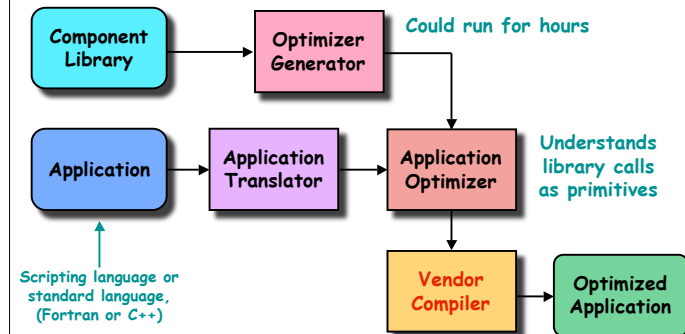 Component
Library
Optimizer
Generator
Could run for hours
Application
Application
Translator
Application
Optimizer
Understands
library calls
as primitives
Scripting language or
standard language,
(Fortran or C++)
Vendor
Compiler
Optimized
Application